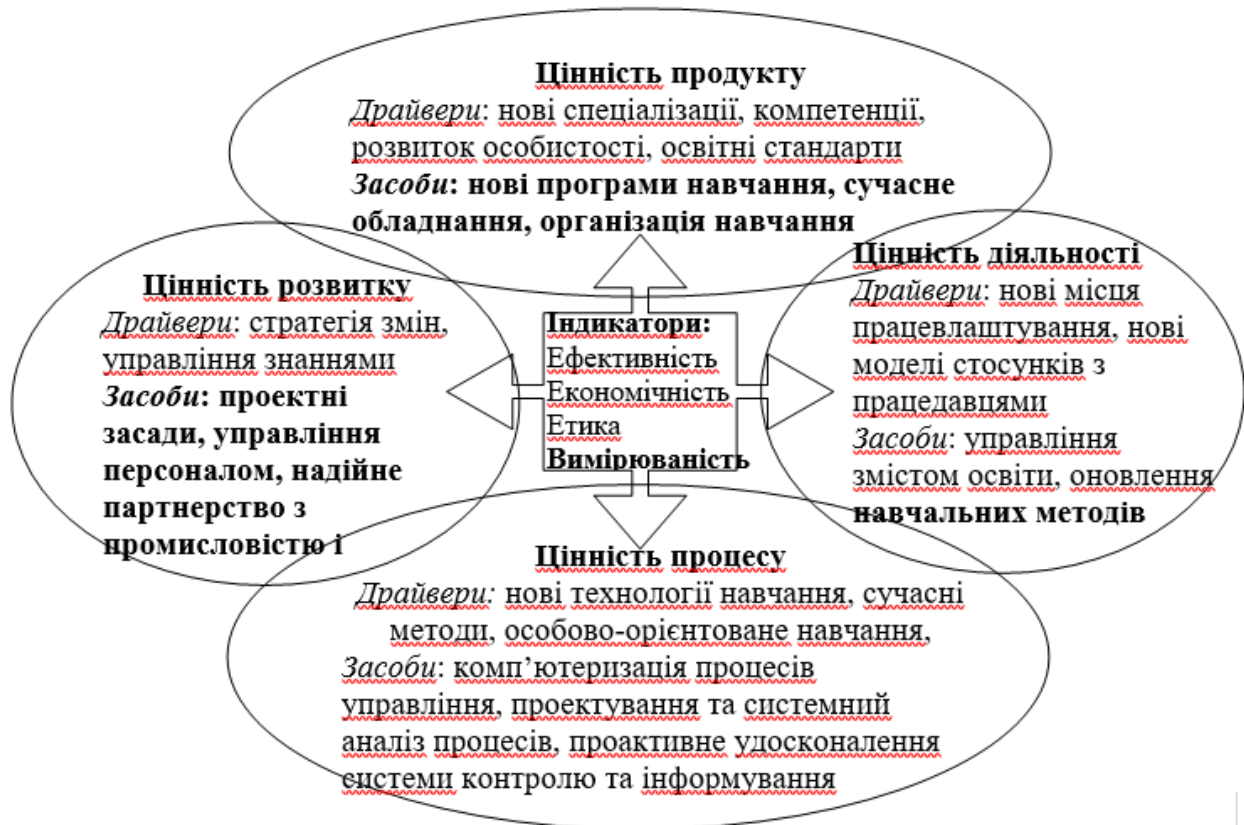 Цінність продукту
Драйвери: нові спеціалізації, компетенції,
розвиток особистості, освітні стандарти
Засоби: нові програми навчання, сучасне
обладнання, організація навчання
Цінність розвитку
Драйвери: стратегія змін,
управління знаннями
Засоби: проектні
засади, управління
персоналом, надійне
партнерство з
промисловістю і
Індикатори:
Ефективність
Економічність
Етика
Вимірюваність
Цінність діяльності
Драйвери: нові місця
працевлаштування, нові
моделі стосунків з
працедавцями
Засоби: управління
змістом освіти, оновлення
навчальних методів
Цінність процесу
Драйвери: нові технології навчання, сучасні
методи, особово-орієнтоване навчання,
Засоби: комп’ютеризація процесів
управління, проектування та системний
аналіз процесів, проактивне удосконалення
системи контролю та інформування